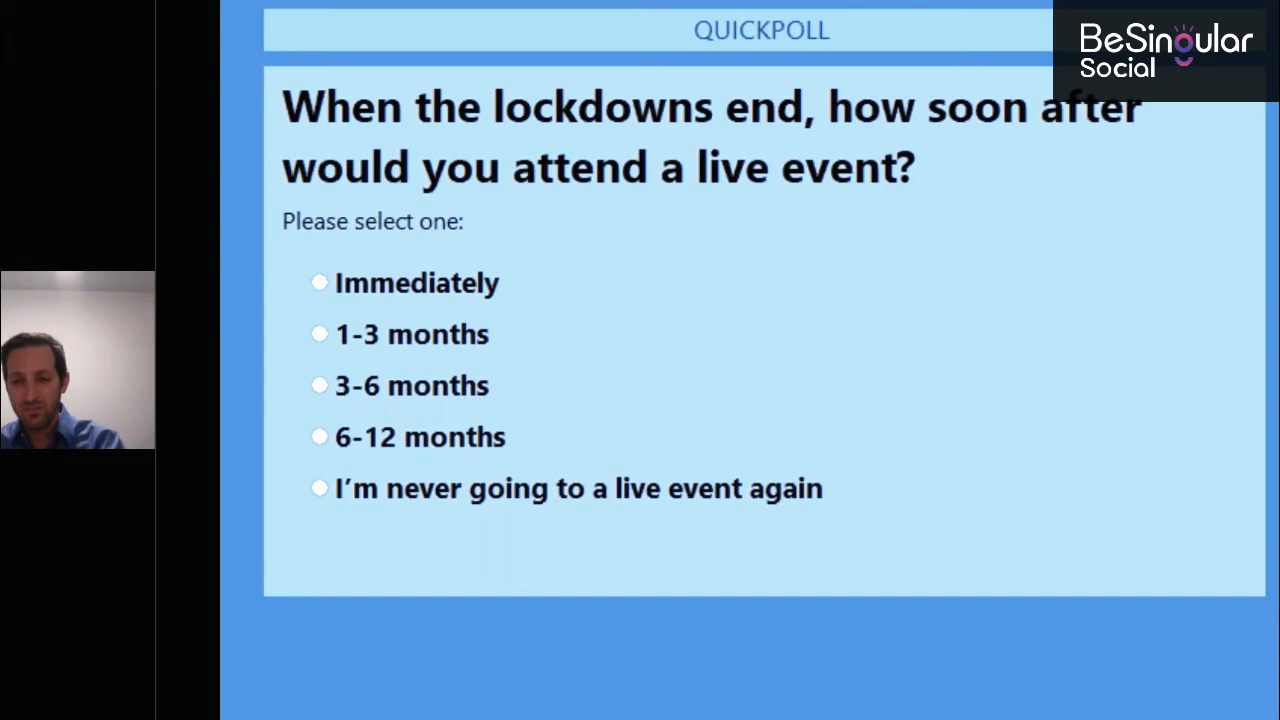 QUICKPOLL
BeSingular
Social
When the lockdowns end, how soon after
would you attend a live event?
Please select one:
Immediately
1-3 months
3-6 months
6-12 months
I’m never going to a live event again